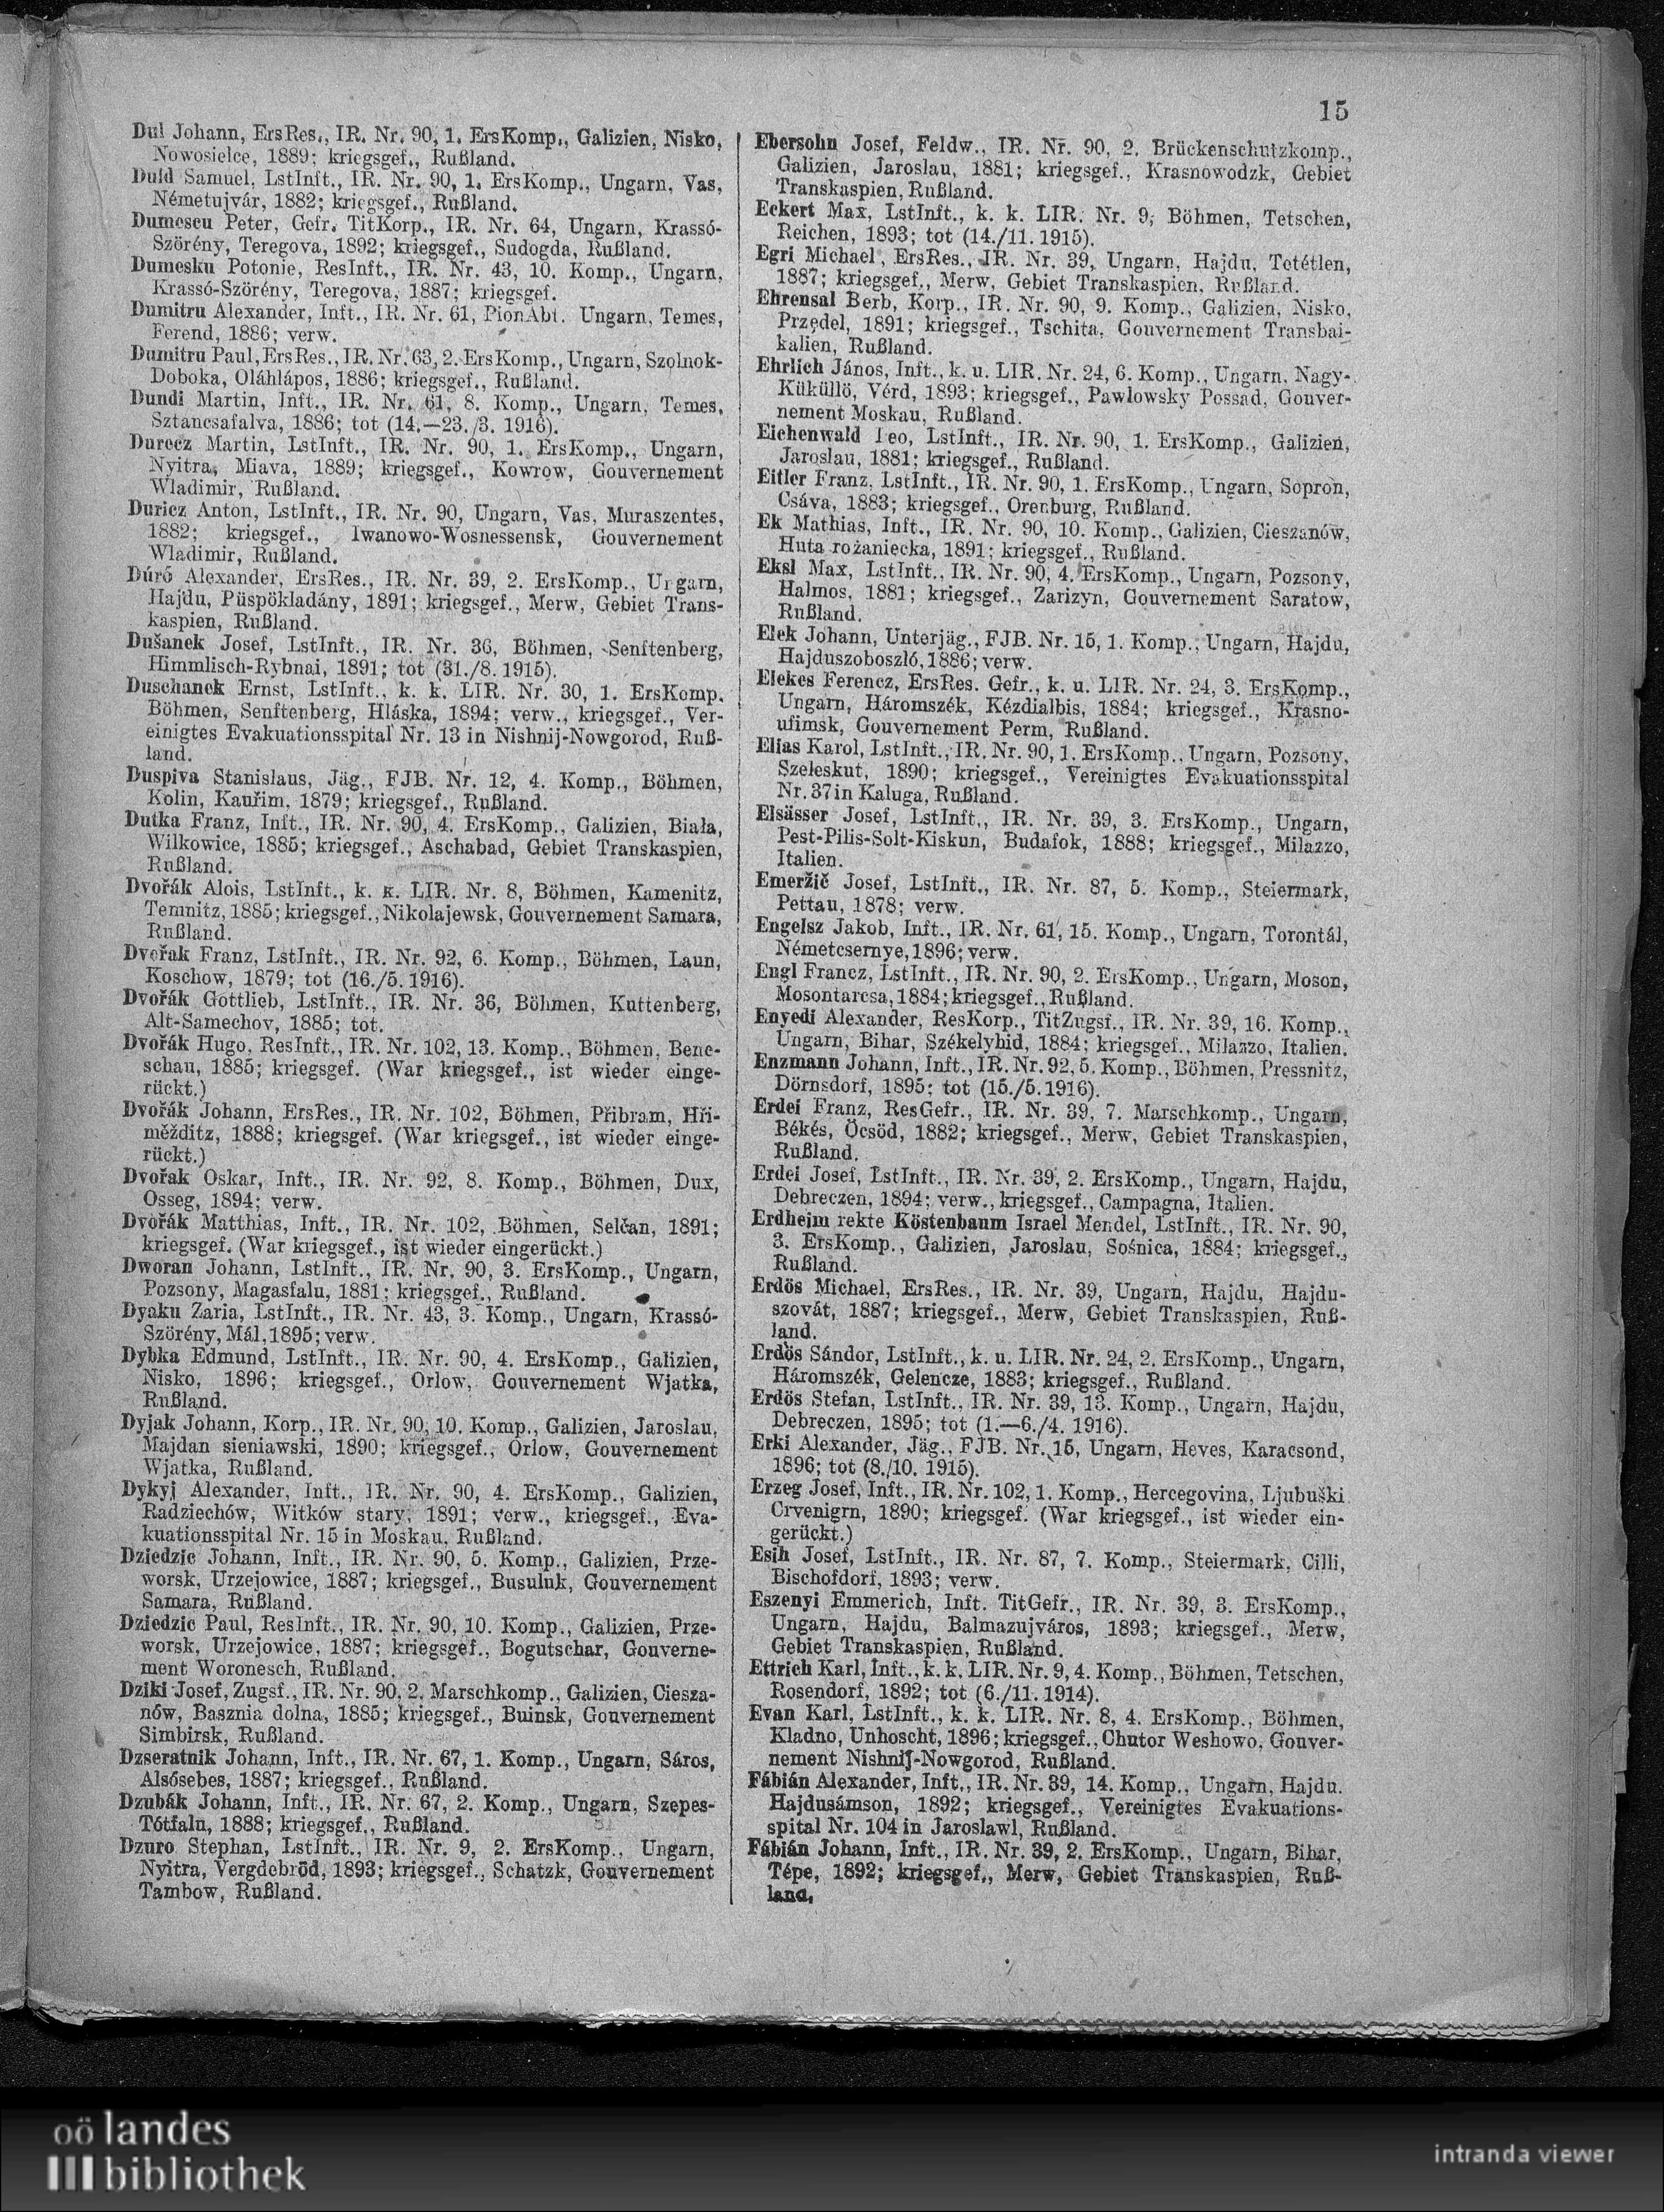 15
Dul Johann, ErsRes., IR. Nr. 90, 1. ErsKomp., Galizien, Nisko,
Nowosielce, 1889; kriegsgef., Rußland.
Duld Samuel, LstInft., IR. Nr. 90, 1. ErsKomp., Ungarn, Vas,
Németujvár, 1882; kriegsgef., Rußland.
Dumescu Peter, Gefr. TitKorp., IR. Nr. 64, Ungarn, Krassó-
Szörény, Teregova, 1892; kriegsgef., Sudogda, Rußland.
Dumesku Potonie, ResInft., IR. Nr. 43, 10. Komp., Ungarn,
Krassó-Szörény, Teregova, 1887; kriegsgef.
Dumitru Alexander, Inft., IR. Nr. 61, PionAbt. Ungarn, Temes,
Ferend, 1886; verw.
Dumitru Paul, ErsRes., IR. Nr. 63, 2. ErsKomp., Ungarn, Szolnok-
Doboka, Oláhlápos, 1886; kriegsgef., Rußland.
Dundi Martin, Inft., IR. Nr. 61, 8. Komp., Ungarn, Temes,
Sztancsafalva, 1886; tot (14.—23./3. 1916).
Durecz Martin, LstInft., IR. Nr. 90, 1. ErsKomp., Ungarn,
Nyitra, Miava, 1889; kriegsgef., Kowrow, Gouvernement
Wladimir, Rußland.
Duricz Anton, LstInft., IR. Nr. 90, Ungarn, Vas, Muraszentes,
1882; kriegsgef., Iwanowo-Wosnessensk, Gouvernement
Wladimir, Rußland.
Dúró Alexander, ErsRes., IR. Nr. 39, 2. ErsKomp., Ungarn,
Hajdu, Püspökladány, 1891; kriegsgef., Merw, Gebiet Trans-
kaspien, Rußland.
Dušanek Josef, LstInft., IR. Nr. 36, Böhmen, Senftenberg,
Himmlisch-Rybnai, 1891; tot (31./8. 1915).
Duschanek Ernst, LstInft., k. k. LIR. Nr. 30, 1. ErsKomp.
Böhmen, Senftenberg, Hláska, 1894; verw., kriegsgef., Ver-
einigtes Evakuationsspital Nr. 13 in Nishnij-Nowgorod, Ruß-
land.
Duspiva Stanislaus, Jäg., FJB. Nr. 12, 4. Komp., Böhmen,
Kolin, Kauřim, 1879; kriegsgef., Rußland.
Dutka Franz, Inft., IR. Nr. 90, 4. ErsKomp., Galizien, Biała,
Wilkowice, 1885; kriegsgef., Aschabad, Gebiet Transkaspien,
Rußland.
Dvořák Alois, LstInft., k. k. LIR. Nr. 8, Böhmen, Kamenitz,
Temnitz, 1885; kriegsgef., Nikolajewsk, Gouvernement Samara,
Rußland.
Dvořak Franz, LstInft., IR. Nr. 92, 6. Komp., Böhmen, Laun,
Koschow, 1879; tot (16./5. 1916).
Dvořák Gottlieb, LstInft., IR. Nr. 36, Böhmen, Kuttenberg,
Alt-Samechov, 1885; tot.
Dvořák Hugo, ResInft., IR. Nr. 102, 13. Komp., Böhmen, Bene-
schau, 1885; kriegsgef. (War kriegsgef., ist wieder einge-
rückt.)
Dvořák Johann, ErsRes., IR. Nr. 102, Böhmen, Přibram, Hři-
měžditz, 1888; kriegsgef. (War kriegsgef., ist wieder einge-
rückt.)
Dvořak Oskar, Inft., IR. Nr. 92, 8. Komp., Böhmen, Dux,
Osseg, 1894; verw.
Dvořák Matthias, Inft., IR. Nr. 102, Böhmen, Selčan, 1891;
kriegsgef. (War kriegsgef., ist wieder eingerückt.)
Dworan Johann, LstInft., IR. Nr. 90, 3. ErsKomp., Ungarn,
Pozsony, Magasfalu, 1881; kriegsgef., Rußland.
Dyaku Zaria, LstInft., IR. Nr. 43, 3. Komp., Ungarn, Krassó-
Szörény, Mál, 1895; verw.
Dybka Edmund, LstInft., IR. Nr. 90, 4. ErsKomp., Galizien,
Nisko, 1896; kriegsgef., Orlow, Gouvernement Wjatka,
Rußland.
Dyjak Johann, Korp., IR. Nr. 90, 10. Komp., Galizien, Jaroslau,
Majdan sieniawski, 1890; kriegsgef., Orlow, Gouvernement
Wjatka, Rußland.
Dykyj Alexander, Inft., IR. Nr. 90, 4. ErsKomp., Galizien,
Radziechów, Witków stary, 1891; verw., kriegsgef., Eva-
kuationsspital Nr. 15 in Moskau, Rußland.
Dziedzic Johann, Inft., IR. Nr. 90, 5. Komp., Galizien, Prze-
worsk, Urzejowice, 1887; kriegsgef., Busuluk, Gouvernement
Samara, Rußland.
Dziedzic Paul, ResInft., IR. Nr. 90, 10. Komp., Galizien, Prze-
worsk, Urzejowice, 1887; kriegsgef., Bogutschar, Gouverne-
ment Woronesch, Rußland.
Dziki Josef, Zugsf., IR. Nr. 90, 2. Marschkomp., Galizien, Ciesza-
nów, Basznia dolna, 1885; kriegsgef., Buinsk, Gouvernement
Simbirsk, Rußland.
Dzseratnik Johann, Inft., IR. Nr. 67, 1. Komp., Ungarn, Sáros,
Alsósebes, 1887; kriegsgef., Rußland.
Dzubák Johann, Inft., IR. Nr. 67, 2. Komp., Ungarn, Szepes-
Tótfalu, 1888; kriegsgef., Rußland.
Dzuro Stephan, LstInft., IR. Nr. 9, 2. ErsKomp., Ungarn,
Nyitra, Vergdebröd, 1893; kriegsgef., Schatzk, Gouvernement
Tambow, Rußland.
Ebersohn Josef, Feldw., IR. Nr. 90, 2. Brückenschutzkomp.,
Galizien, Jaroslau, 1881; kriegsgef., Krasnowodzk, Gebiet
Transkaspien, Rußland.
Eckert Max, LstInft., k. k. LIR. Nr. 9, Böhmen, Tetschen,
Reichen, 1893; tot (14./11. 1915).
Egri Michael, ErsRes., IR. Nr. 39, Ungarn, Hajdu, Tetétlen,
1887; kriegsgef., Merw, Gebiet Transkaspien, Rußland.
Ehrensal Berb, Korp., IR. Nr. 90, 9. Komp., Galizien, Nisko,
Przędel, 1891; kriegsgef., Tschita, Gouvernement Transbai-
kalien, Rußland.
Ehrlich János, Inft., k. u. LIR. Nr. 24, 6. Komp., Ungarn, Nagy-
Küküllö, Vérd, 1893; kriegsgef., Pawlowsky Possad, Gouver-
nement Moskau, Rußland.
Eichenwald Leo, LstInft., IR. Nr. 90, 1. ErsKomp., Galizien,
Jaroslau, 1881; kriegsgef., Rußland.
Eitler Franz, LstInft., IR. Nr. 90, 1. ErsKomp., Ungarn, Sopron,
Csáva, 1883; kriegsgef., Orenburg, Rußland.
Ek Mathias, Inft., IR. Nr. 90, 10. Komp., Galizien, Cieszanów,
Huta rożaniecka, 1891; kriegsgef., Rußland.
Eksl Max, LstInft., IR. Nr. 90, 4. ErsKomp., Ungarn, Pozsony,
Halmos, 1881; kriegsgef., Zarizyn, Gouvernement Saratow,
Rußland.
Elek Johann, Unterjäg., FJB. Nr. 15, 1. Komp., Ungarn, Hajdu,
Hajduszoboszló, 1886; verw.
Elekes Ferencz, ErsRes. Gefr., k. u. LIR. Nr. 24, 3. ErsKomp.,
Ungarn, Háromszék, Kézdialbis, 1884; kriegsgef., Krasno-
ufimsk, Gouvernement Perm, Rußland.
Elias Karol, LstInft., IR. Nr. 90, 1. ErsKomp., Ungarn, Pozsony,
Szeleskut, 1890; kriegsgef., Vereinigtes Evakuationsspital
Nr. 37 in Kaluga, Rußland.
Elsässer Josef, LstInft., IR. Nr. 39, 3. ErsKomp., Ungarn,
Pest-Pilis-Solt-Kiskun, Budafok, 1888; kriegsgef., Milazzo,
Italien.
Emeržič Josef, LstInft., IR. Nr. 87, 5. Komp., Steiermark,
Pettau, 1878; verw.
Engelsz Jakob, Inft., IR. Nr. 61, 15. Komp., Ungarn, Torontál,
Németcsernye, 1896; verw.
Engl Francz, LstInft., IR. Nr. 90, 2. ErsKomp., Ungarn, Moson,
Mosontarcsa, 1884; kriegsgef., Rußland.
Enyedi Alexander, ResKorp., TitZugsf., IR. Nr. 39, 16. Komp.,
Ungarn, Bihar, Székelyhid, 1884; kriegsgef., Milazzo, Italien.
Enzmann Johann, Inft., IR. Nr. 92, 5. Komp., Böhmen, Pressnitz,
Dörnsdorf, 1895; tot (15./5. 1916).
Erdei Franz, ResGefr., IR. Nr. 39, 7. Marschkomp., Ungarn,
Békés, Öcsöd, 1882; kriegsgef., Merw, Gebiet Transkaspien,
Rußland.
Erdei Josef, LstInft., IR. Nr. 39, 2. ErsKomp., Ungarn, Hajdu,
Debreczen, 1894; verw., kriegsgef., Campagna, Italien.
Erdheim rekte Köstenbaum Israel Mendel, LstInft., IR. Nr. 90,
3. ErsKomp., Galizien, Jaroslau, Sośnica, 1884; kriegsgef.,
Rußland.
Erdös Michael, ErsRes., IR. Nr. 39, Ungarn, Hajdu, Hajdu-
szovát, 1887; kriegsgef., Merw, Gebiet Transkaspien, Ruß-
land.
Erdös Sándor, LstInft., k. u. LIR. Nr. 24, 2. ErsKomp., Ungarn,
Háromszék, Gelencze, 1883; kriegsgef., Rußland.
Erdös Stefan, LstInft., IR. Nr. 39, 13. Komp., Ungarn, Hajdu,
Debreczen, 1895; tot (1.—6./4. 1916).
Erki Alexander, Jäg., FJB. Nr. 15, Ungarn, Heves, Karacsond,
1896; tot (8./10. 1915).
Erzeg Josef, Inft., IR. Nr. 102, 1. Komp., Hercegovina, Ljubuški
Crvenigrn, 1890; kriegsgef. (War kriegsgef., ist wieder ein-
gerückt.)
Esih Josef, LstInft., IR. Nr. 87, 7. Komp., Steiermark, Cilli,
Bischofdorf, 1893; verw.
Eszenyi Emmerich, Inft. TitGefr., IR. Nr. 39, 3. ErsKomp.,
Ungarn, Hajdu, Balmazujváros, 1893; kriegsgef., Merw,
Gebiet Transkaspien, Rußland.
Ettrich Karl, Inft., k. k. LIR. Nr. 9, 4. Komp., Böhmen, Tetschen,
Rosendorf, 1892; tot (6./11. 1914).
Evan Karl, LstInft., k. k. LIR. Nr. 8, 4. ErsKomp., Böhmen,
Kladno, Unhoscht, 1896; kriegsgef., Chutor Weshowo, Gouver-
nement Nishnij-Nowgorod, Rußland.
Fábián Alexander, Inft., IR. Nr. 39, 14. Komp., Ungarn, Hajdu.
Hajdusámson, 1892; kriegsgef., Vereinigtes Evakuations-
spital Nr. 104 in Jaroslawl, Rußland.
Fábián Johann, Inft., IR. Nr. 39, 2. ErsKomp., Ungarn, Bihar,
Tépe, 1892; kriegsgef., Merw, Gebiet Transkaspien, Ruß-
land.
oö landes
bibliothek
intranda viewer